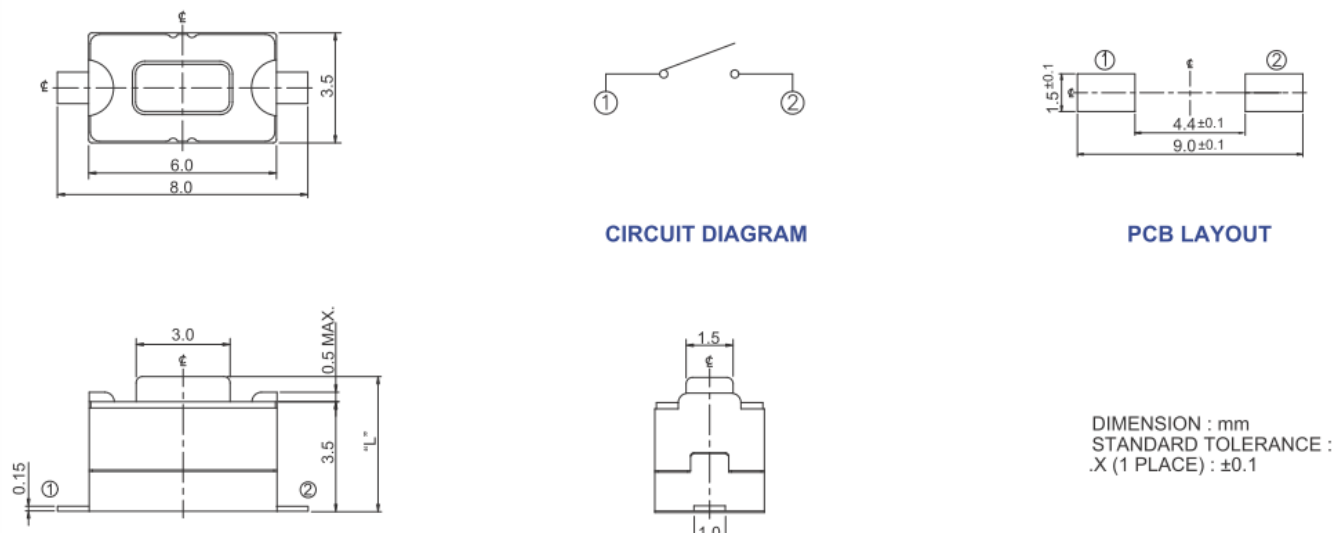 ℄
℄
3.5
6.0
8.0
① ②
CIRCUIT DIAGRAM
① ②
℄
℄
1.5±0.1
4.4±0.1
9.0±0.1
PCB LAYOUT
3.0
℄
0.5 MAX.
3.5
"L"
0.15
① ②
1.5
℄
1.0
DIMENSION : mm
STANDARD TOLERANCE :
.X (1 PLACE) : ±0.1